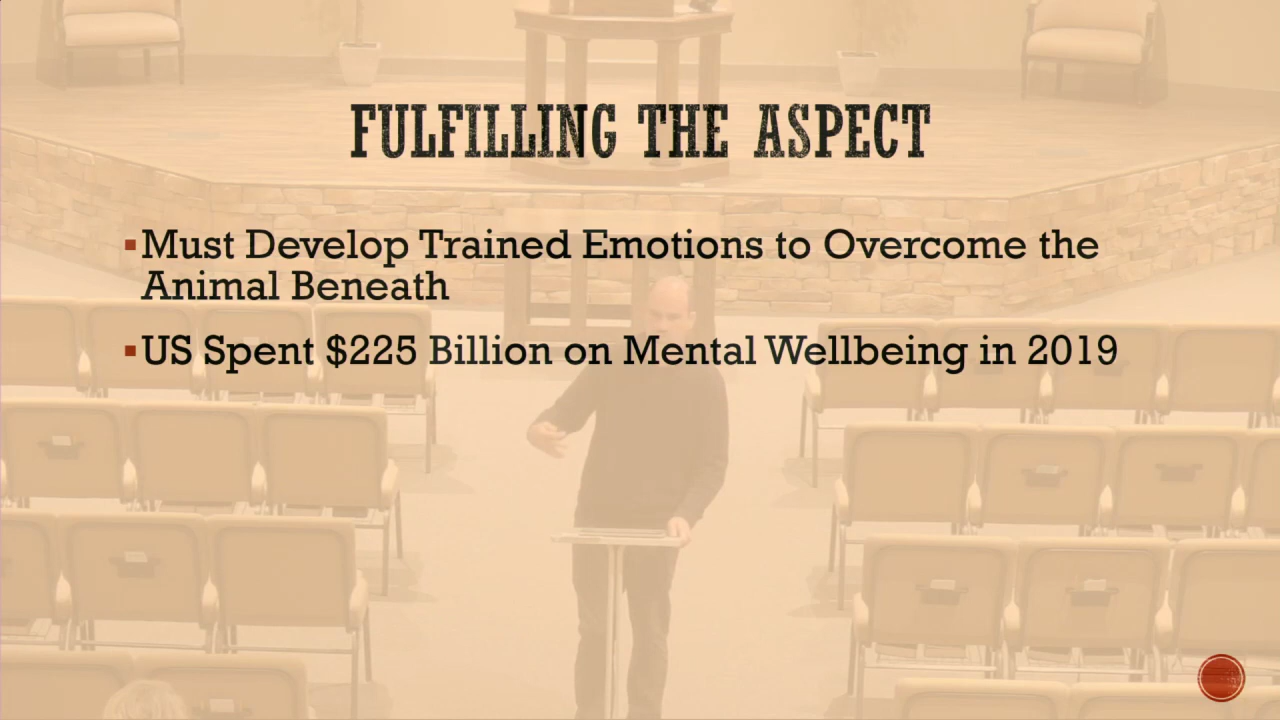 FULFILLING THE ASPECT
Must Develop Trained Emotions to Overcome the
Animal Beneath
US Spent $225 Billion on Mental Wellbeing in 2019